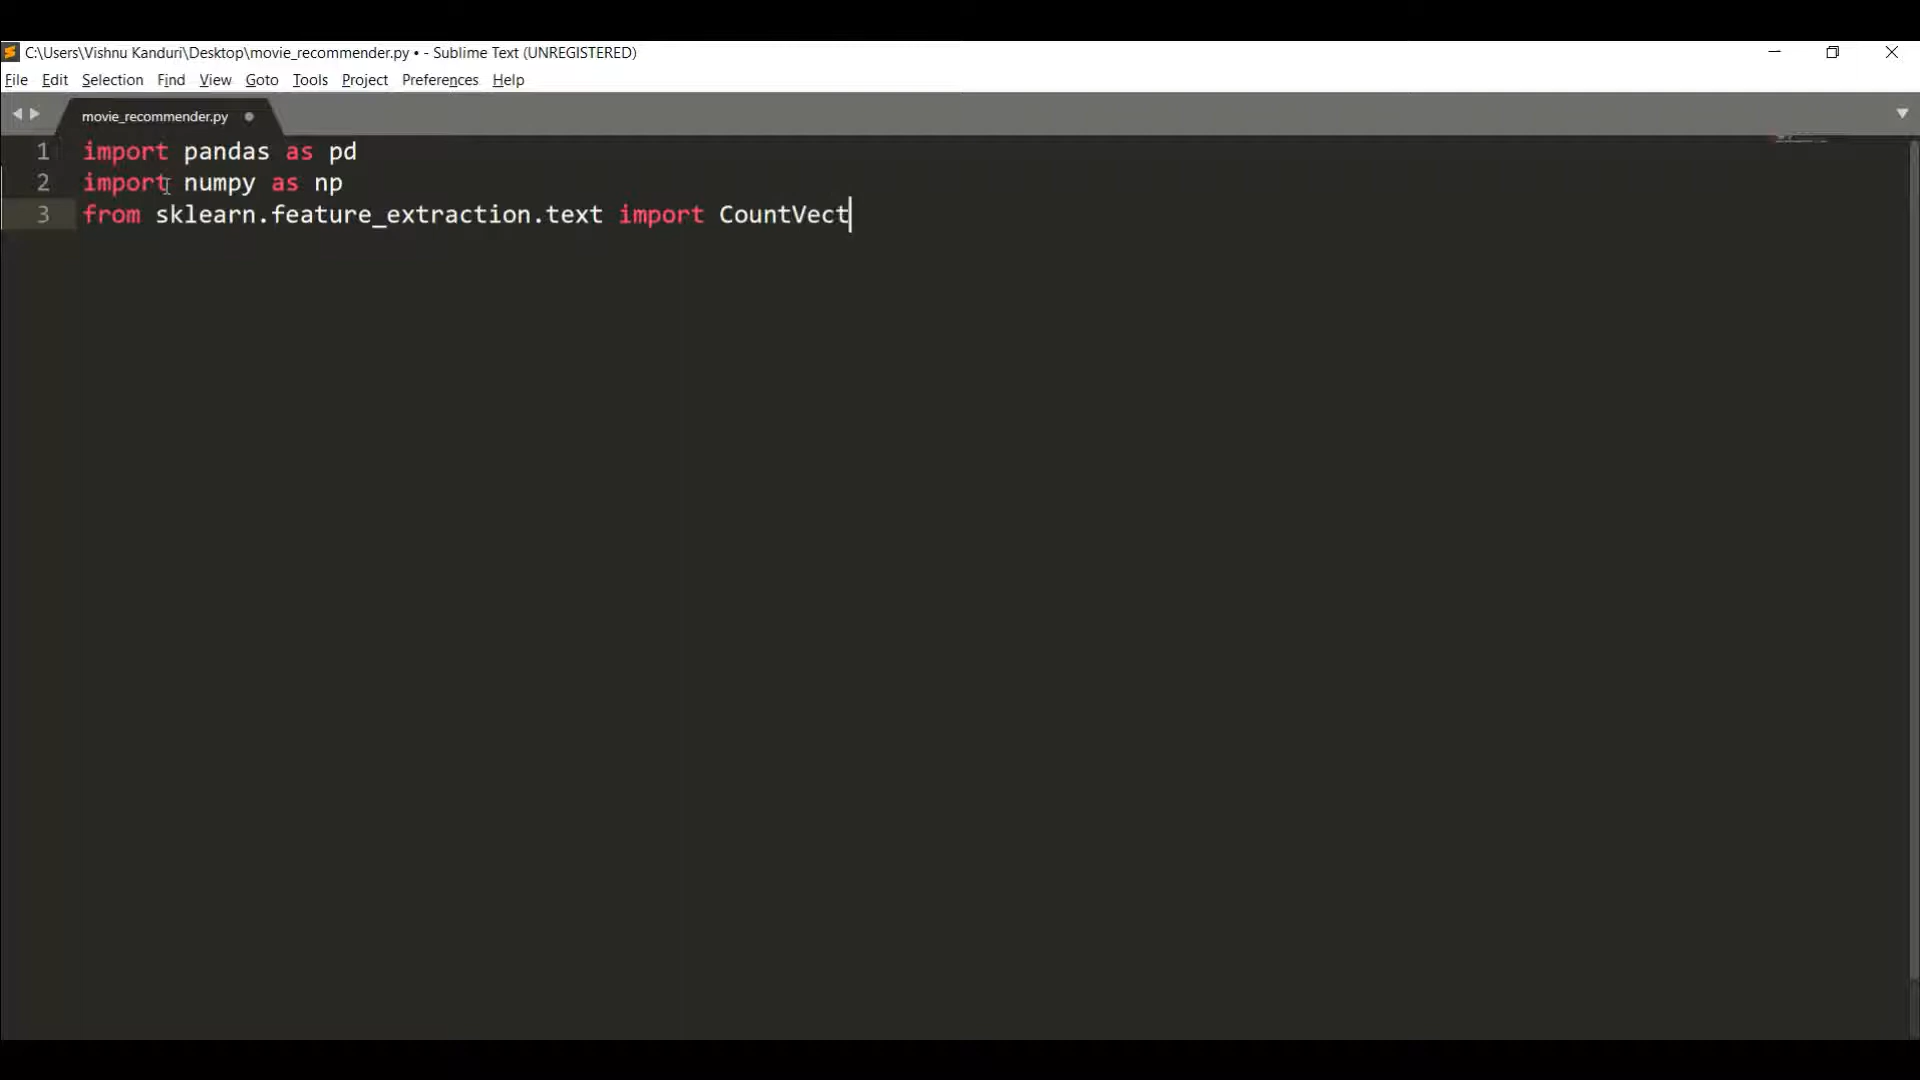 C:\Users\Vishnu Kanduri\Desktop\movie_recommender.py • - Sublime Text (UNREGISTERED)
File Edit Selection Find View Goto Tools Project Preferences Help
movie_recommender.py
1 import pandas as pd
2 import numpy as np
3 from sklearn.feature_extraction.text import CountVect